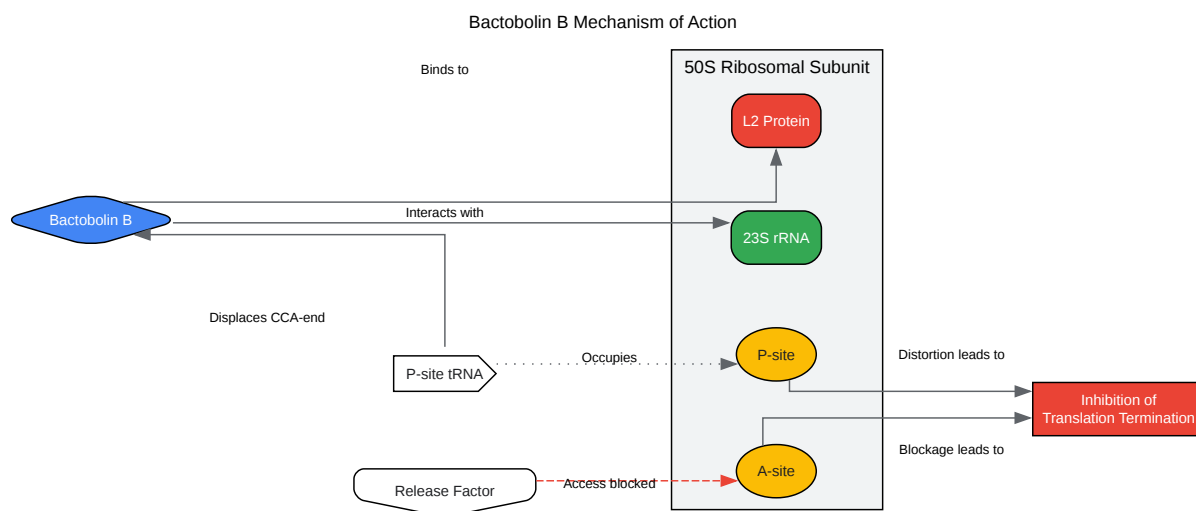 Bactobolin B Mechanism of Action
50S Ribosomal Subunit
Binds to
L2 Protein
Bactobolin B
Interacts with
23S rRNA
Displaces CCA-end
P-site tRNA
Occupies
P-site
Distortion leads to
Inhibition of
Translation Termination
Blockage leads to
Release Factor
Access blocked
A-site